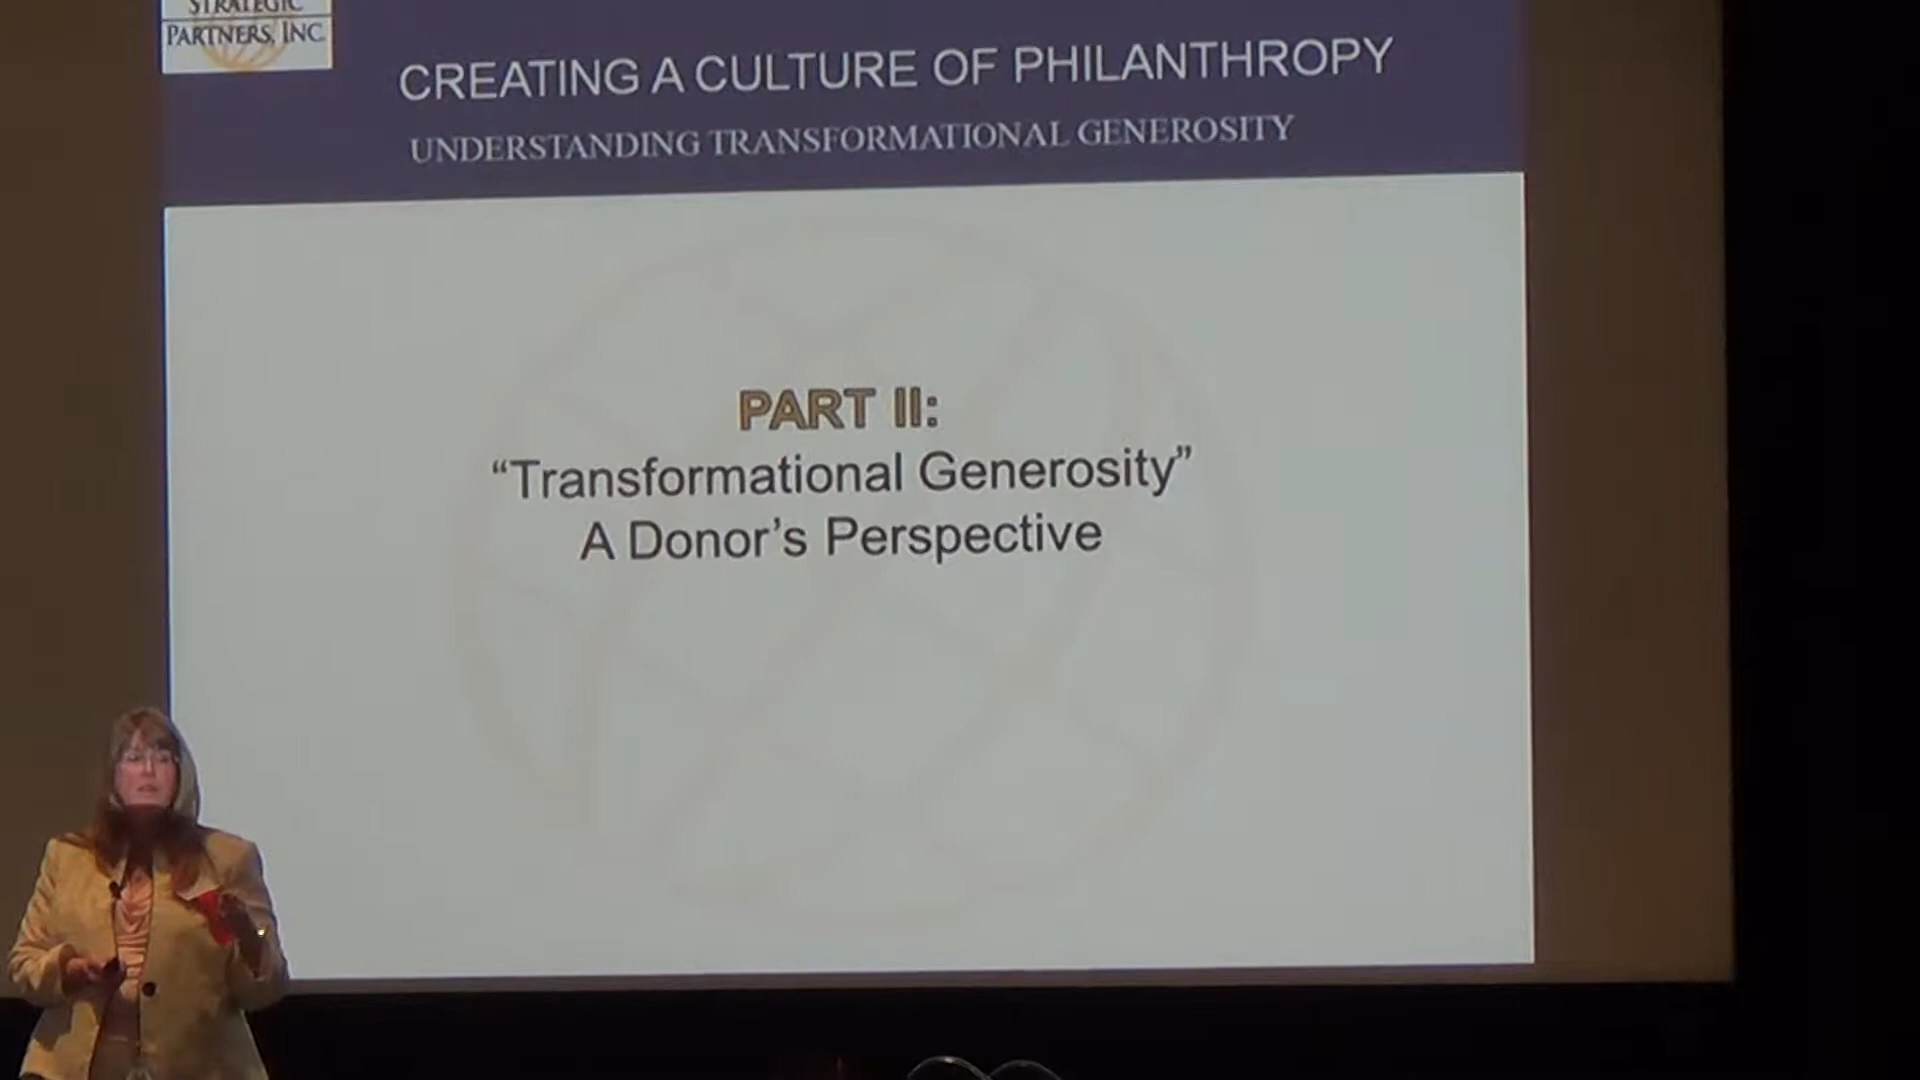 STRATEGIC
PARTNERS, INC.
CREATING A CULTURE OF PHILANTHROPY
UNDERSTANDING TRANSFORMATIONAL GENEROSITY
PART II:
“Transformational Generosity”
A Donor’s Perspective